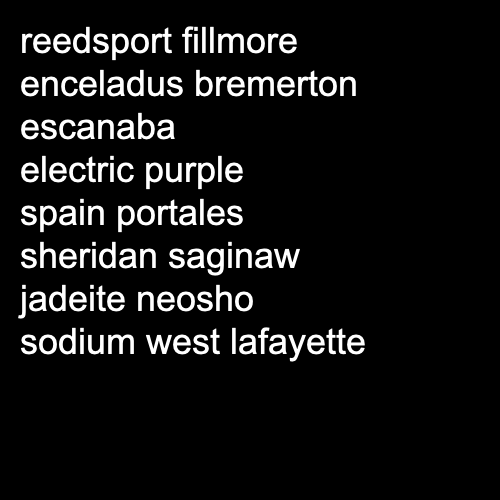 reedsport fillmore
enceladus bremerton
escanaba
electric purple
spain portales
sheridan saginaw
jadeite neosho
sodium west lafayette